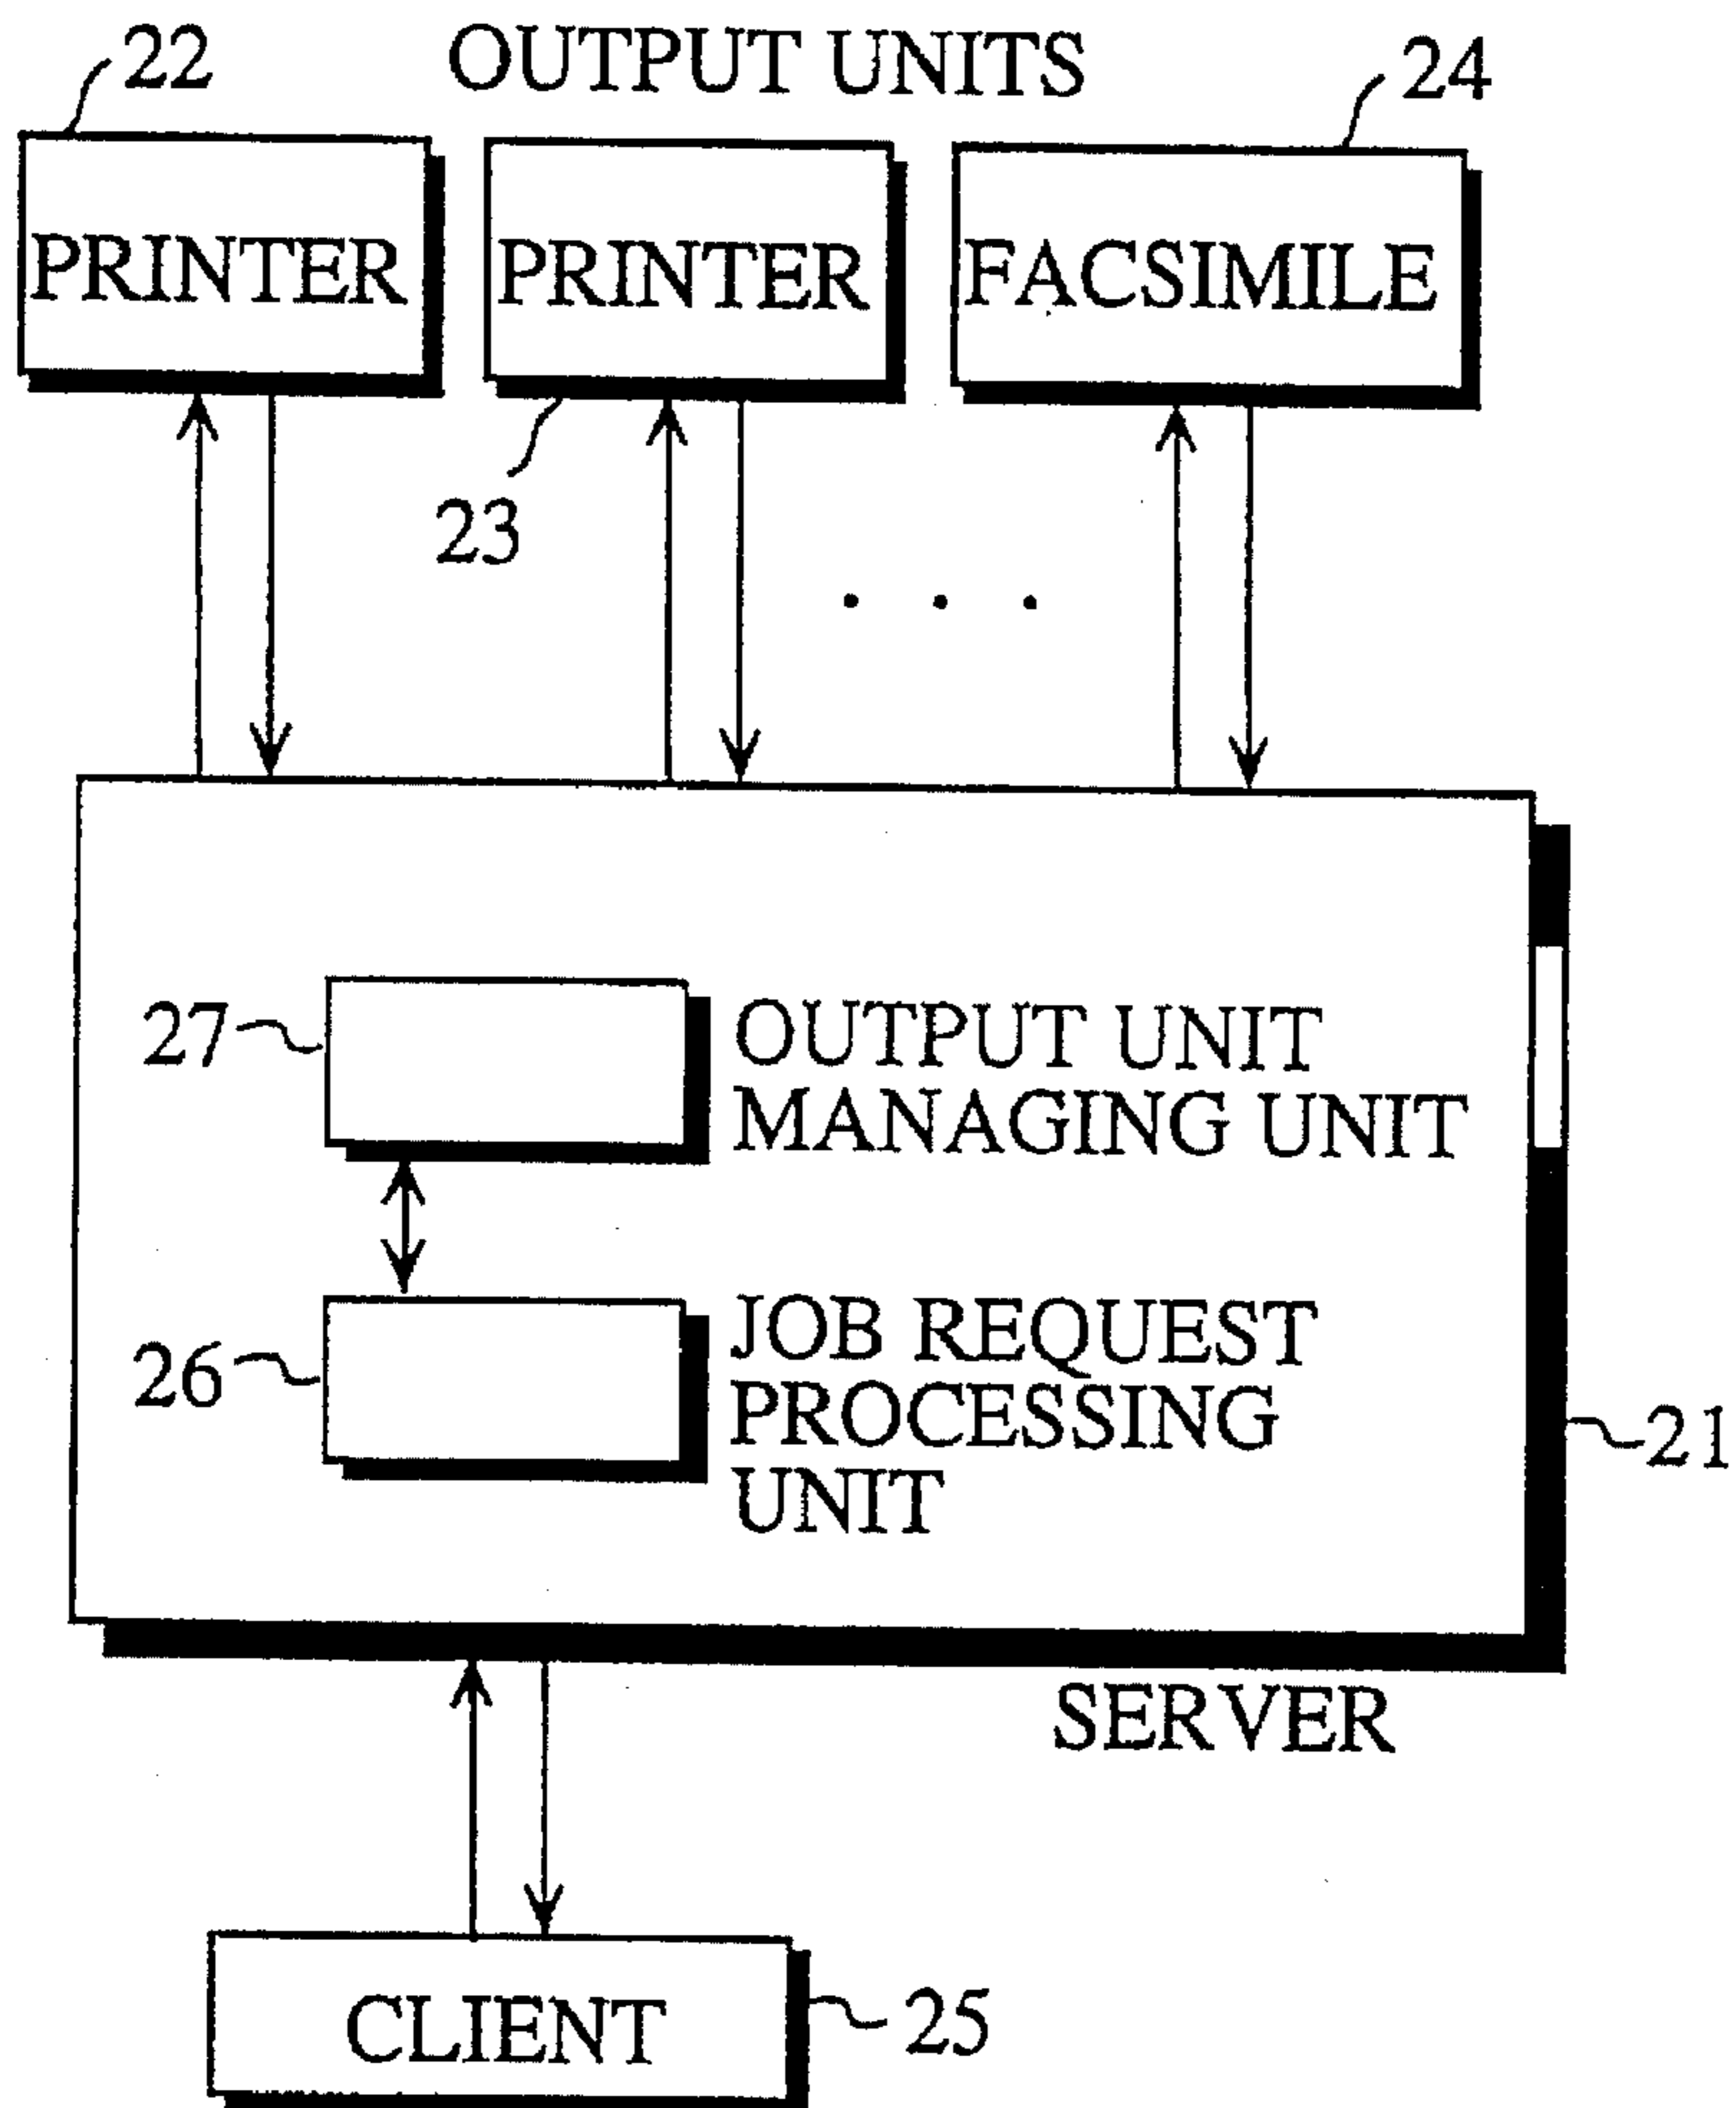 22
OUTPUT UNITS
24
PRINTER
PRINTER
FACSIMILE
23
. . .
27
OUTPUT UNIT
MANAGING UNIT
26
JOB REQUEST
PROCESSING
UNIT
21
SERVER
CLIENT
25